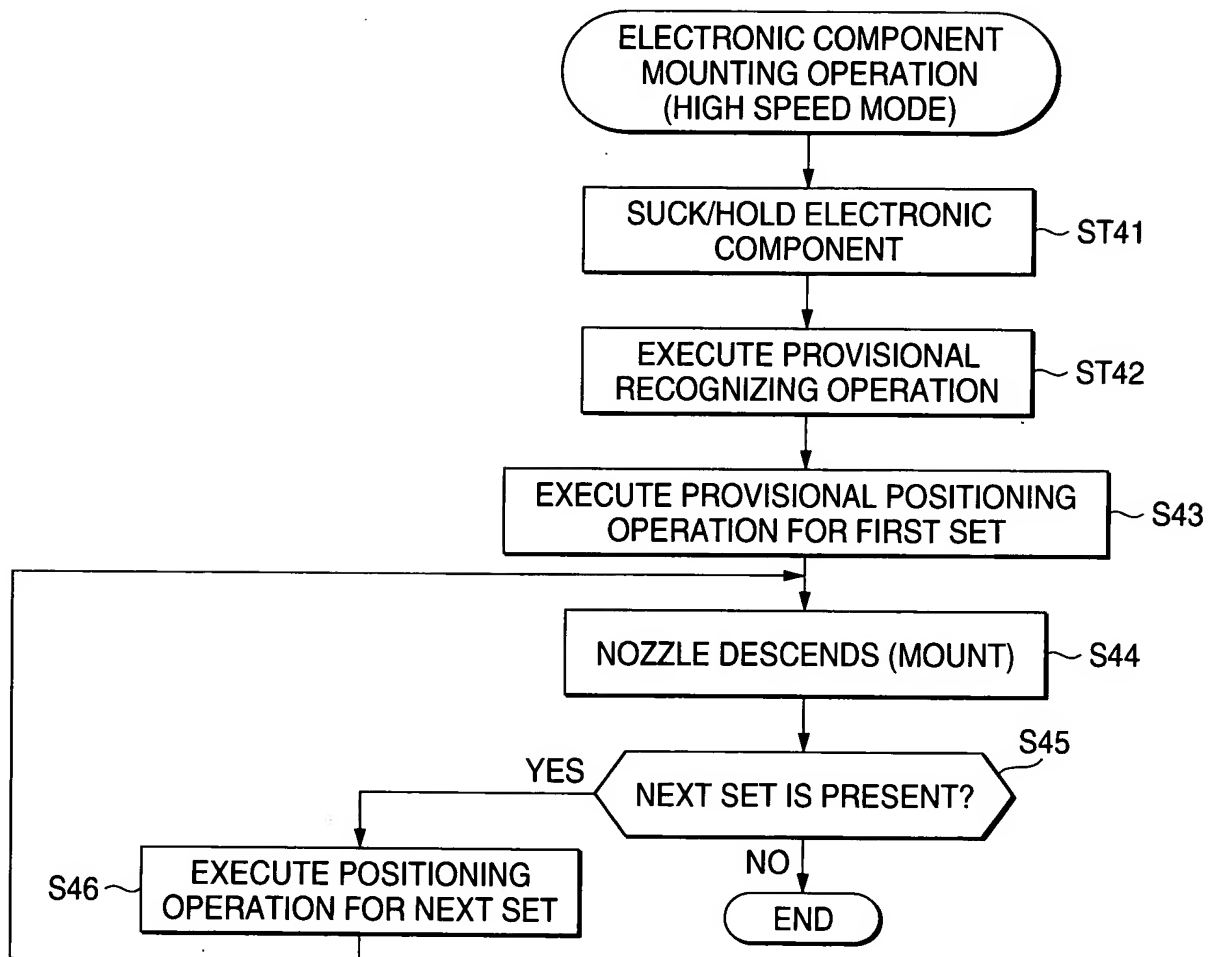 ELECTRONIC COMPONENT
MOUNTING OPERATION
(HIGH SPEED MODE)
SUCK/HOLD ELECTRONIC
COMPONENT
ST41
EXECUTE PROVISIONAL
RECOGNIZING OPERATION
ST42
EXECUTE PROVISIONAL POSITIONING
OPERATION FOR FIRST SET
S43
NOZZLE DESCENDS (MOUNT)
S44
S45
YES
NEXT SET IS PRESENT?
S46
EXECUTE POSITIONING
OPERATION FOR NEXT SET
NO
END